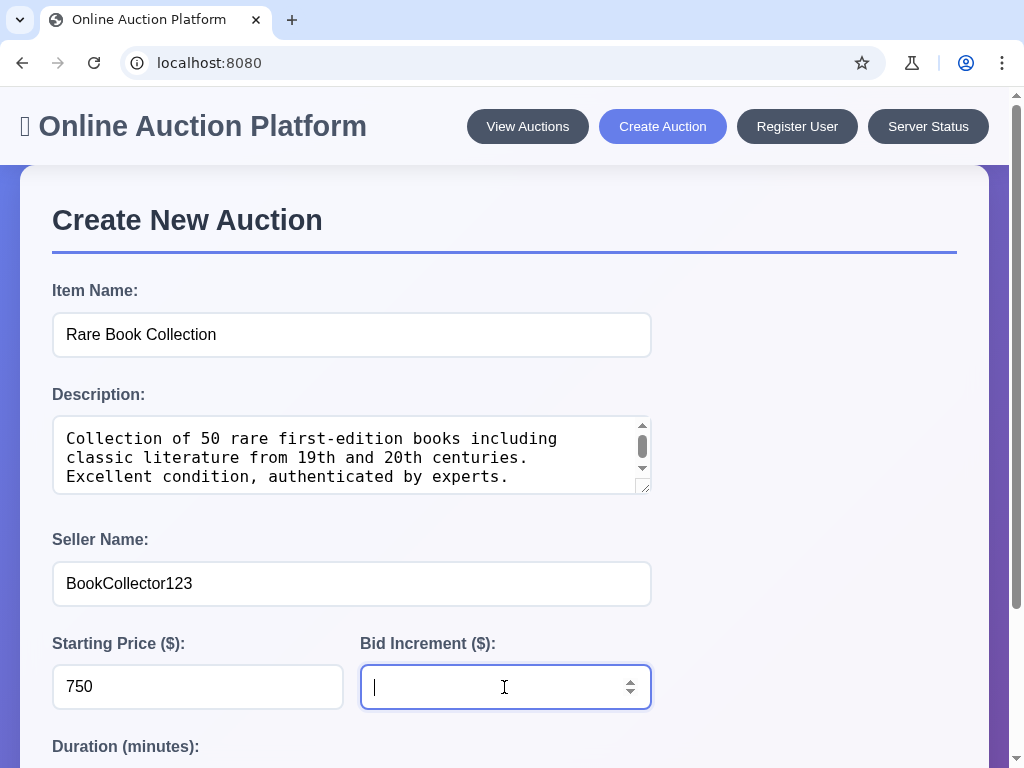 Online Auction Platform
localhost:8080
Online Auction Platform
View Auctions
Create Auction
Register User
Server Status
Create New Auction
Item Name:
Rare Book Collection
Description:
Collection of 50 rare first-edition books including
classic literature from 19th and 20th centuries.
Excellent condition, authenticated by experts.
Seller Name:
BookCollector123
Starting Price ($):
Bid Increment ($):
750
Duration (minutes):